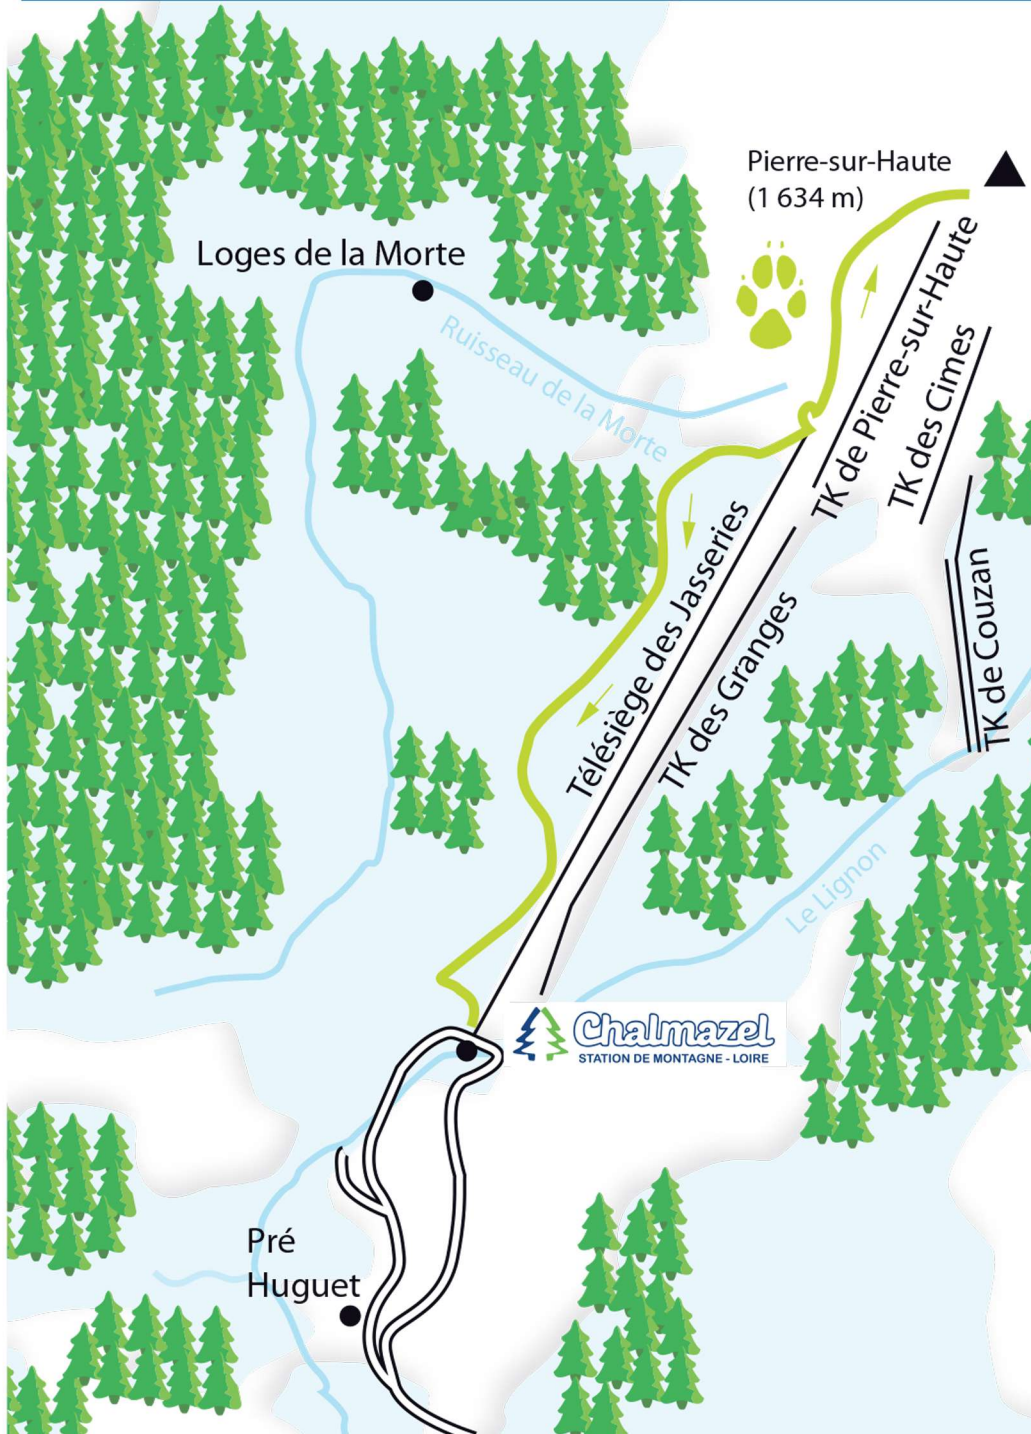 Pierre-sur-Haute
(1 634 m)
Loges de la Morte
Ruisseau de la Morte
TK de Pierre-sur-Haute
TK des Cimes
Télésiège des Jasseries
TK des Granges
TK de Couzan
Le Lignon
Chalmazel
STATION DE MONTAGNE - LOIRE
Pré
Huguet